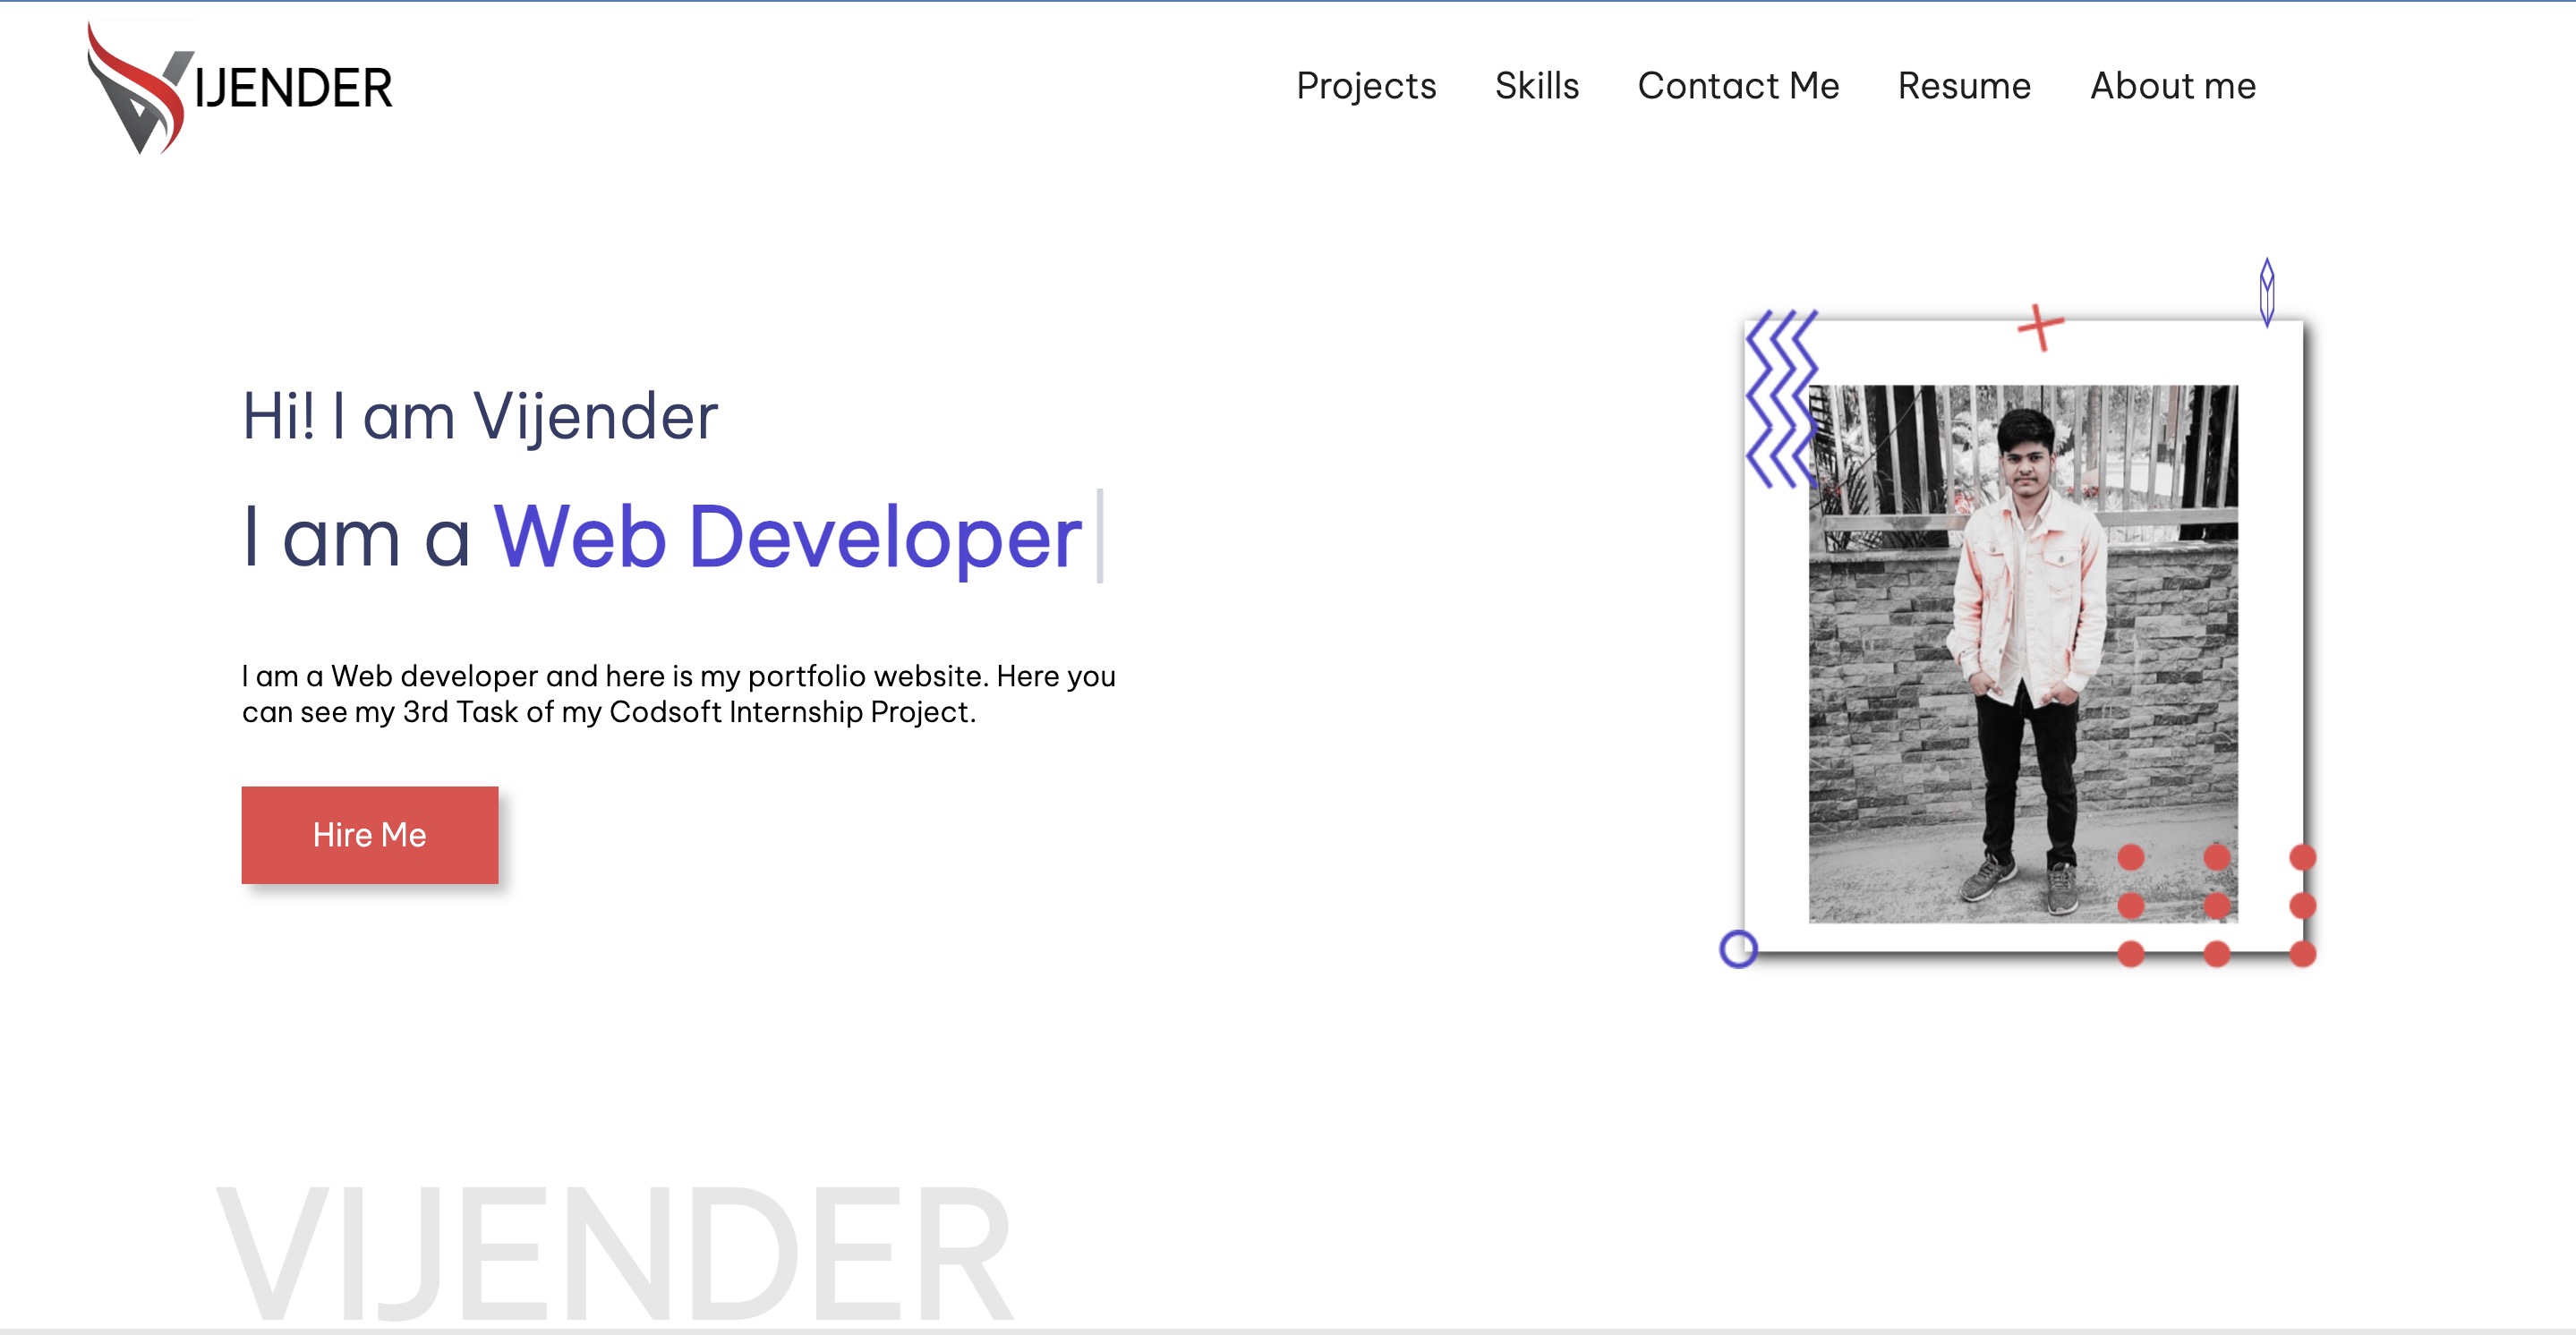 VIJENDER
Projects Skills Contact Me Resume About me
Hi! I am Vijender
I am a Web Developer
I am a Web developer and here is my portfolio website. Here you
can see my 3rd Task of my Codsoft Internship Project.
Hire Me
VIJENDER